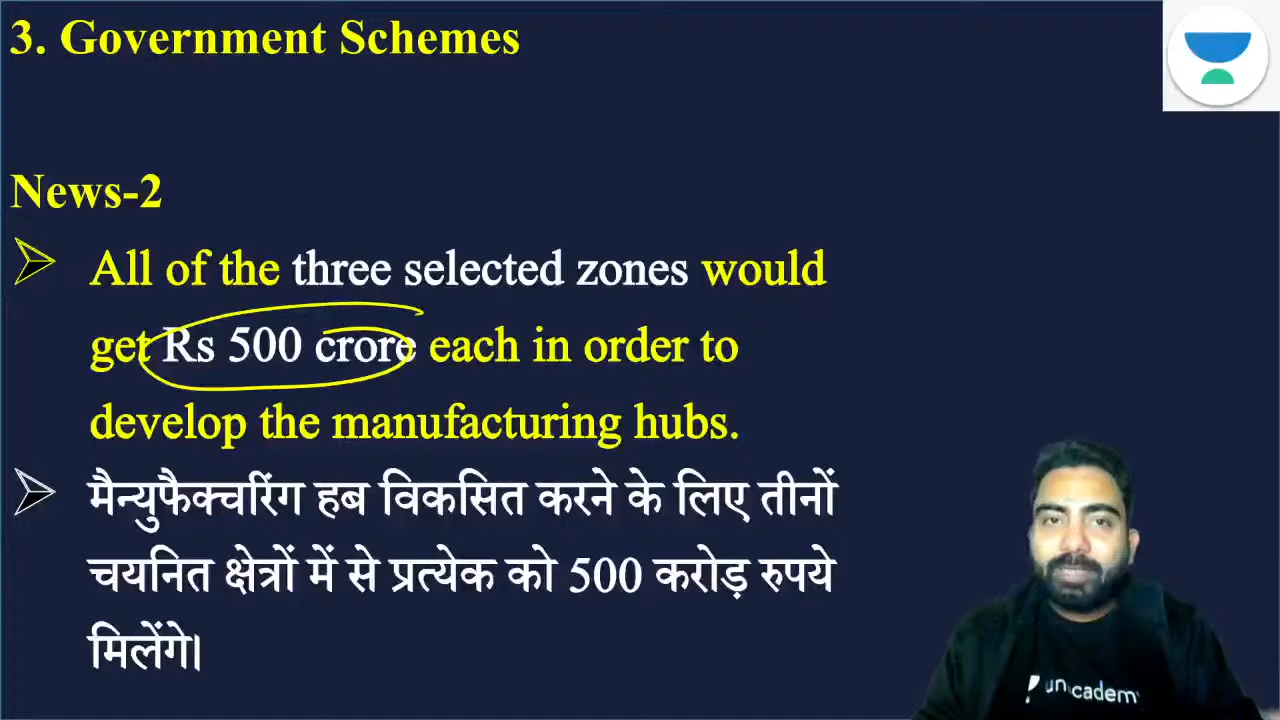 3. Government Schemes
News-2
All of the three selected zones would
get Rs 500 crore each in order to
develop the manufacturing hubs.
मैन्युफैक्चरिंग हब विकसित करने के लिए तीनों
चयनित क्षेत्रों में से प्रत्येक को 500 करोड़ रुपये
मिलेंगे।